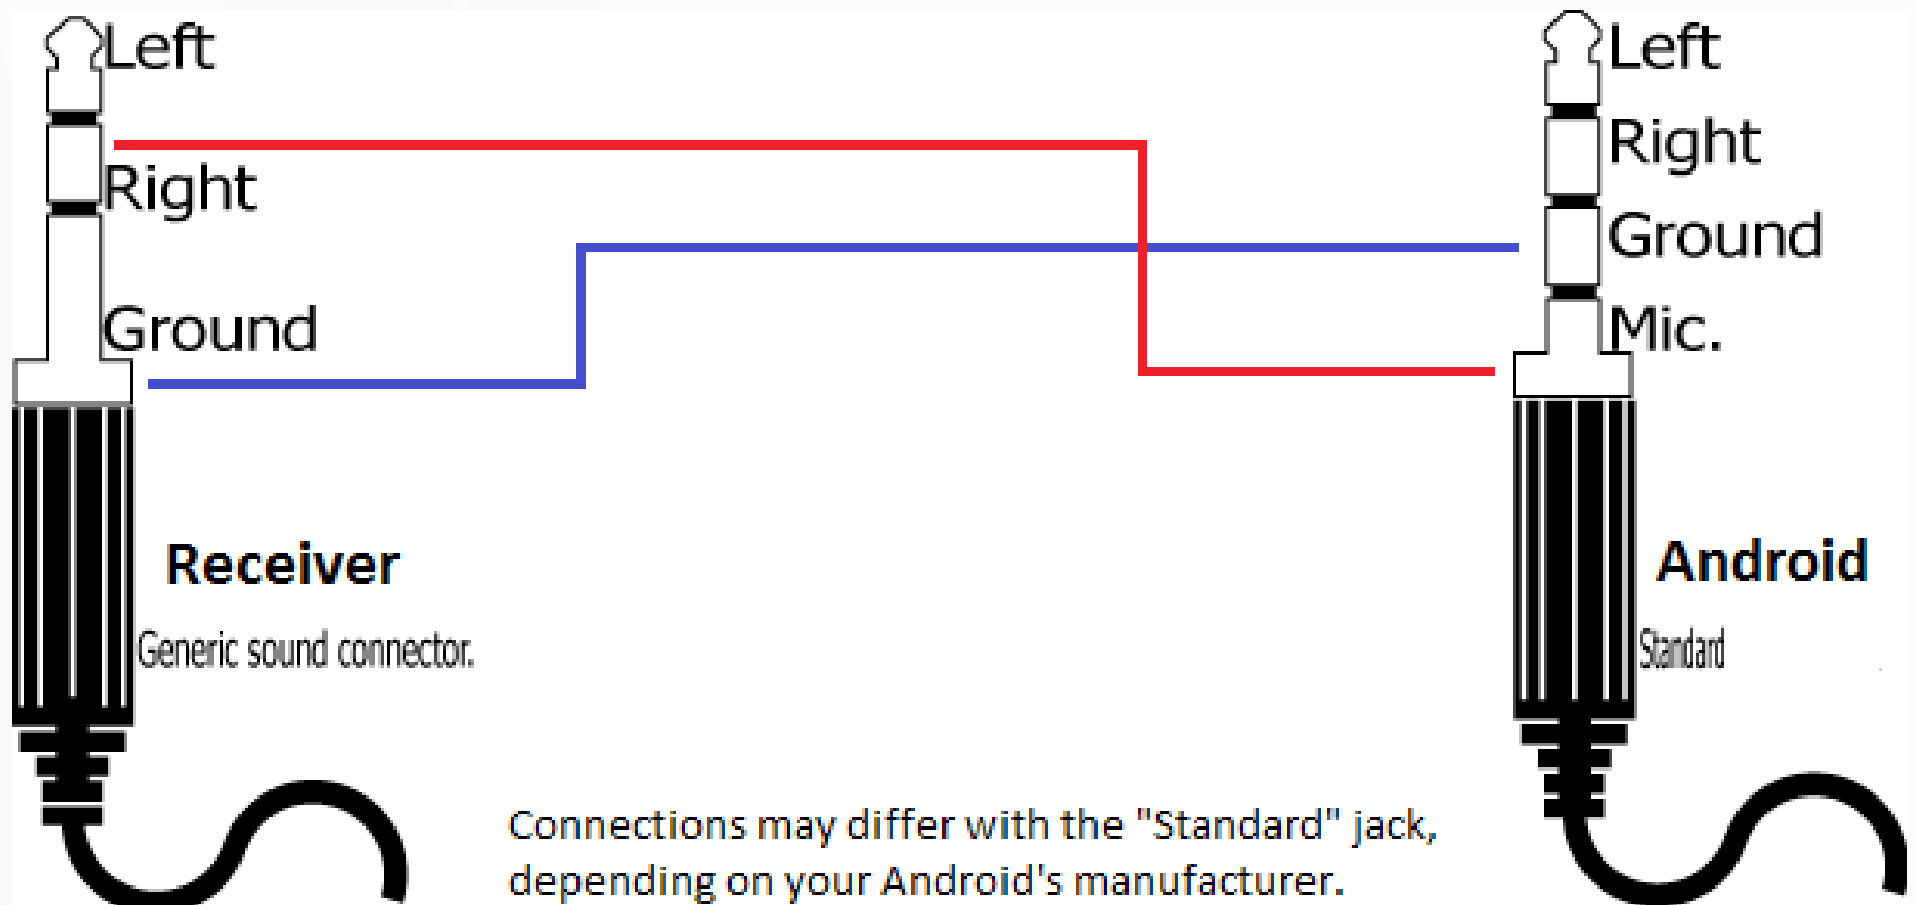 Left
Right
Ground
Receiver
Generic sound connector.
Left
Right
Ground
Mic.
Android
Standard
Connections may differ with the "Standard" jack,
depending on your Android's manufacturer.